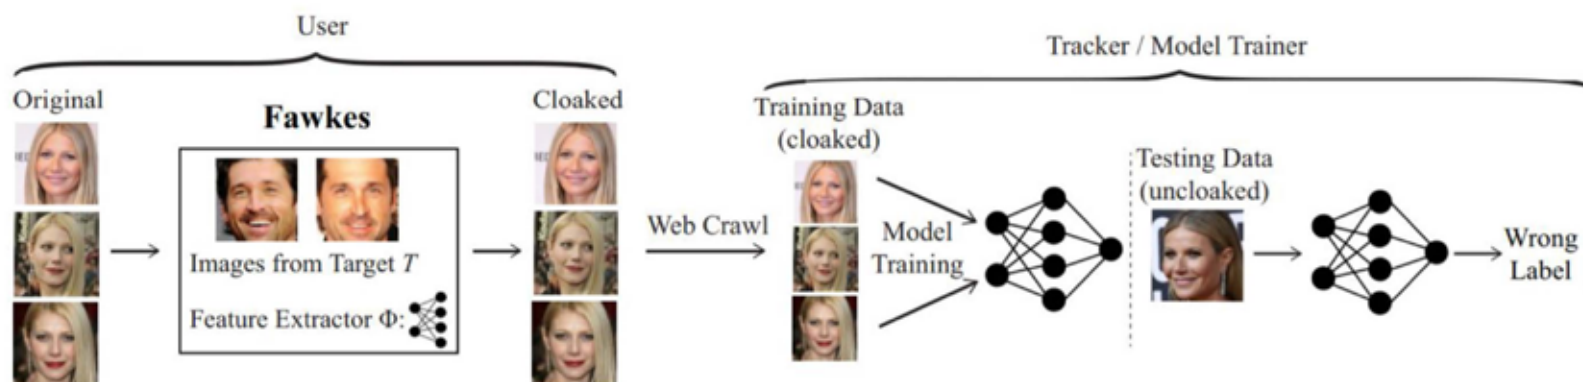 User
Tracker / Model Trainer
Original
Fawkes
Cloaked
Images from Target T
Feature Extractor Φ:
Web Crawl
Training Data
(cloaked)
Model
Training
Testing Data
(uncloaked)
Wrong
Label